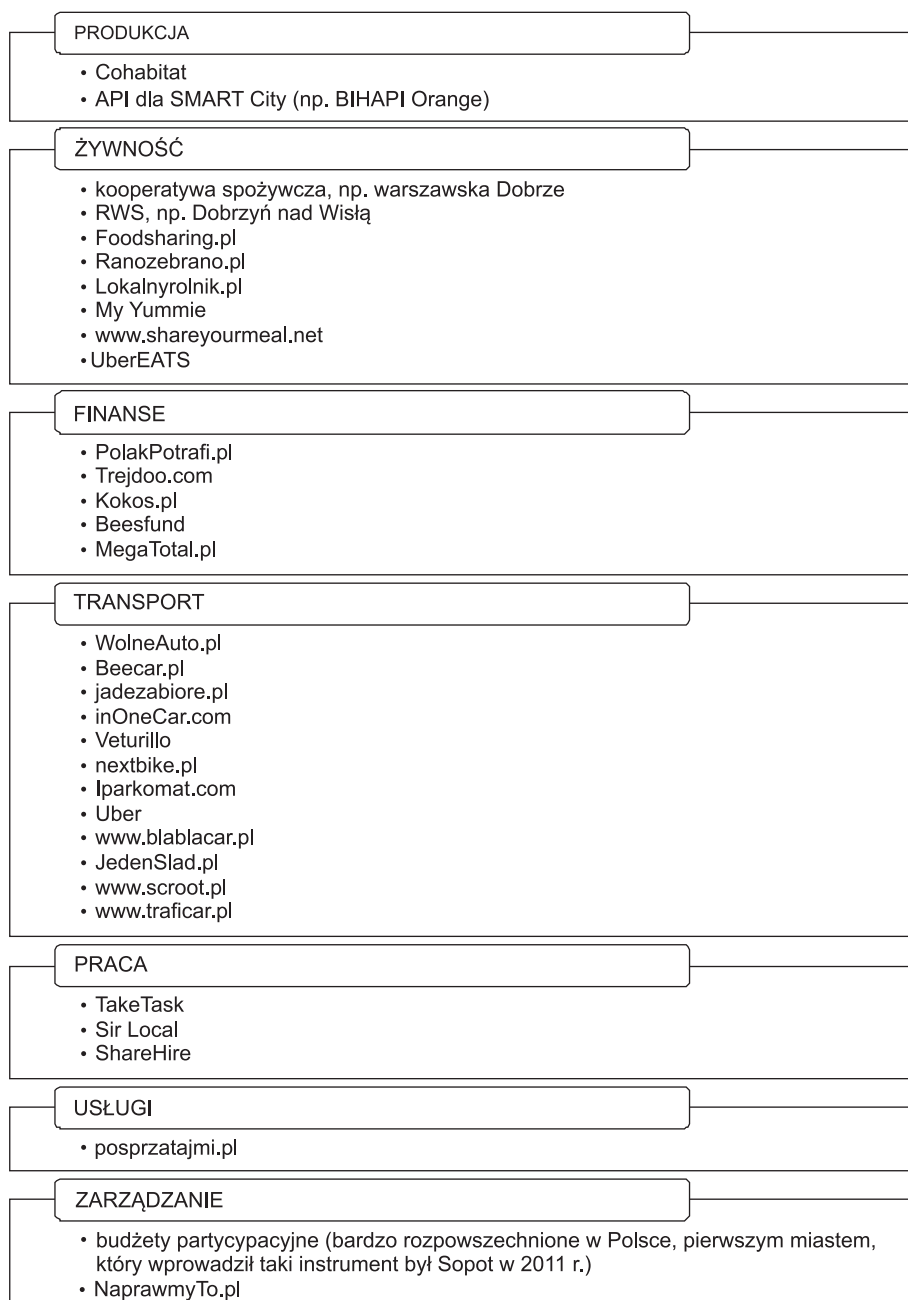 PRODUKCJA
• Cohabitat
• API dla SMART City (np. BIHAPI Orange)
ŻYWNOŚĆ
• kooperatywa spożywcza, np. warszawska Dobrze
• RWS, np. Dobrzyń nad Wisłą
• Foodsharing.pl
• Ranozebrano.pl
• Lokalnyrolnik.pl
• My Yummie
• www.shareyourmeal.net
• UberEATS
FINANSE
• PolakPotrafi.pl
• Trejdoo.com
• Kokos.pl
• Beesfund
• MegaTotal.pl
TRANSPORT
• WolneAuto.pl
• Beecar.pl
• jadezabiore.pl
• inOneCar.com
• Veturillo
• nextbike.pl
• Iparkomat.com
• Uber
• www.blablacar.pl
• JedenSlad.pl
• www.scroot.pl
• www.traficar.pl
PRACA
• TakeTask
• Sir Local
• ShareHire
USŁUGI
• posprzatajmi.pl
ZARZĄDZANIE
• budżety partycypacyjne (bardzo rozpowszechnione w Polsce, pierwszym miastem,
który wprowadził taki instrument był Sopot w 2011 r.)
• NaprawmyTo.pl